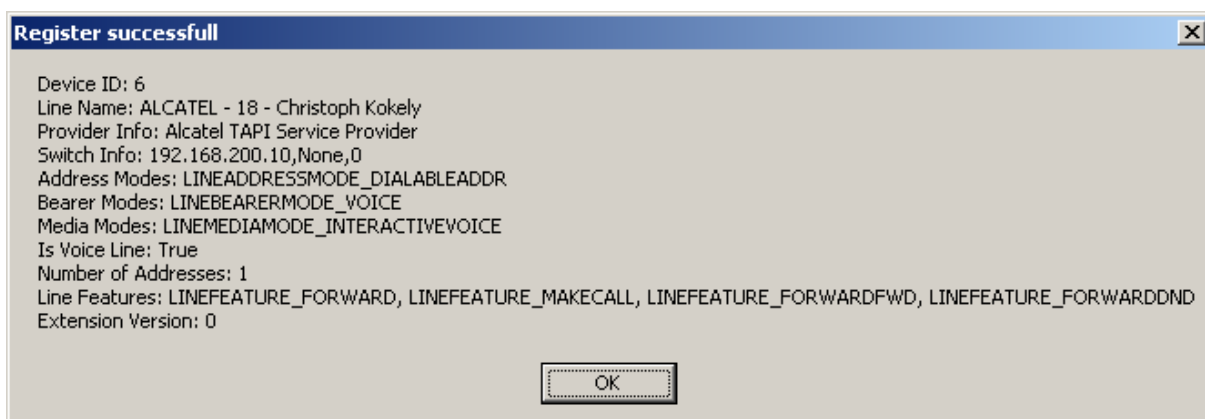 Register successfull
Device ID: 6
Line Name: ALCATEL - 18 - Christoph Kokely
Provider Info: Alcatel TAPI Service Provider
Switch Info: 192.168.200.10,None,0
Address Modes: LINEADDRESSMODE_DIALABLEADDR
Bearer Modes: LINEBEARERMODE_VOICE
Media Modes: LINEMEDIAMODE_INTERACTIVEVOICE
Is Voice Line: True
Number of Addresses: 1
Line Features: LINEFEATURE_FORWARD, LINEFEATURE_MAKECALL, LINEFEATURE_FORWARDFWD, LINEFEATURE_FORWARDDND
Extension Version: 0
OK